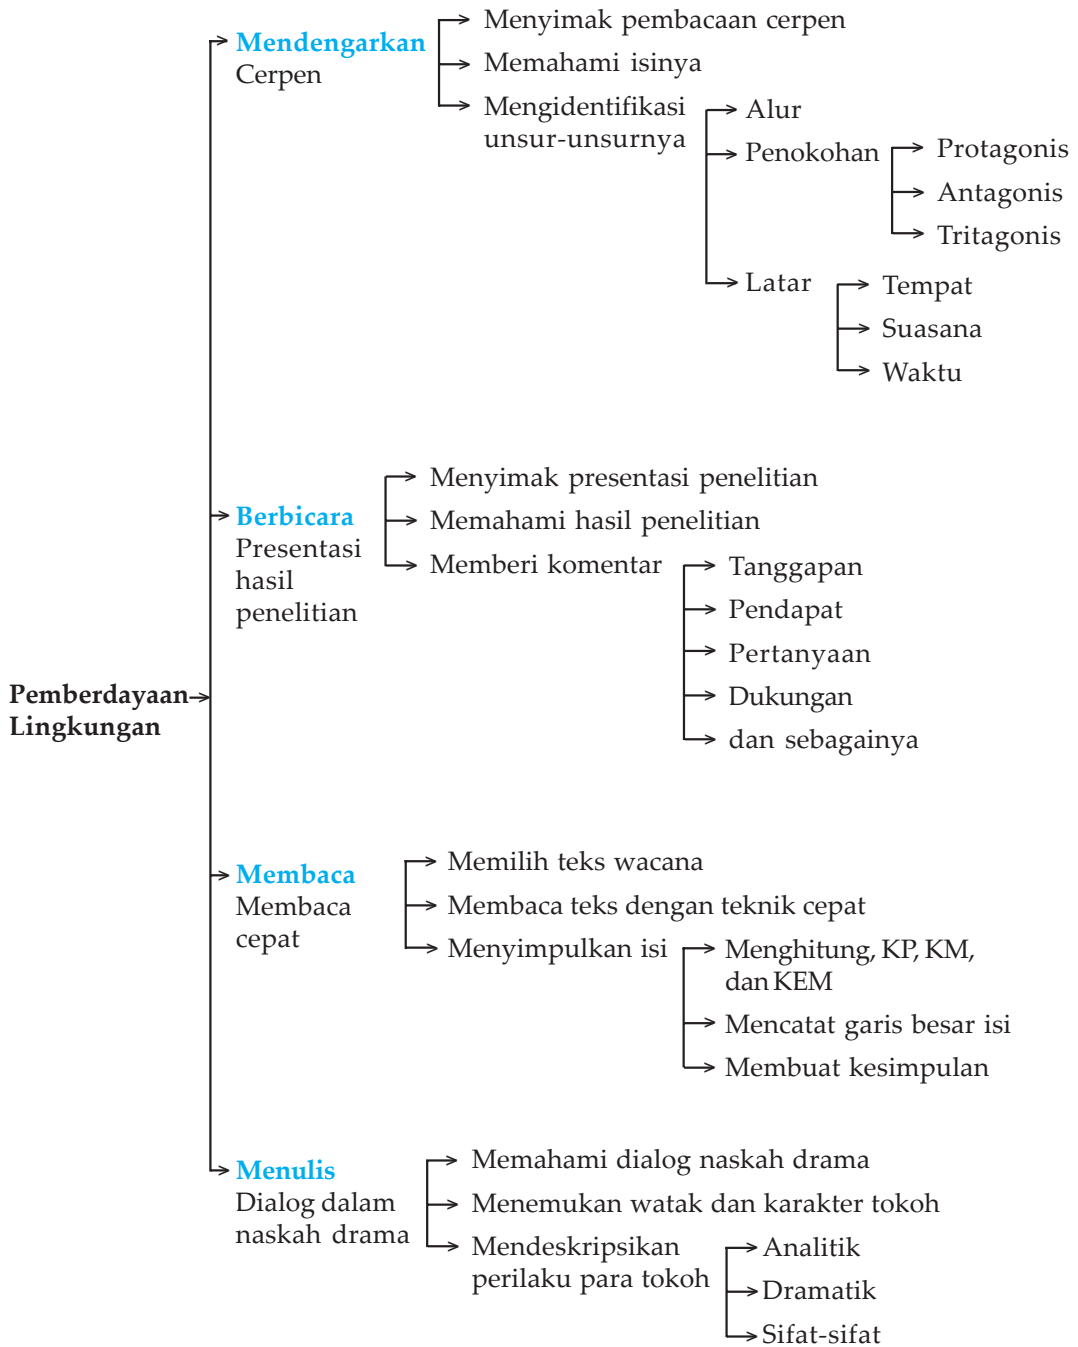 Pemberdayaan
Lingkungan
Mendengarkan
Cerpen
Menyimak pembacaan cerpen
Memahami isinya
Mengidentifikasi
unsur-unsurnya
Alur
Penokohan
Protagonis
Antagonis
Tritagonis
Latar
Tempat
Suasana
Waktu
Berbicara
Presentasi
hasil
penelitian
Menyimak presentasi penelitian
Memahami hasil penelitian
Memberi komentar
Tanggapan
Pendapat
Pertanyaan
Dukungan
dan sebagainya
Membaca
Membaca
cepat
Memilih teks wacana
Membaca teks dengan teknik cepat
Menyimpulkan isi
Menghitung, KP, KM,
dan KEM
Mencatat garis besar isi
Membuat kesimpulan
Menulis
Dialog dalam
naskah drama
Memahami dialog naskah drama
Menemukan watak dan karakter tokoh
Mendeskripsikan
perilaku para tokoh
Analitik
Dramatik
Sifat-sifat